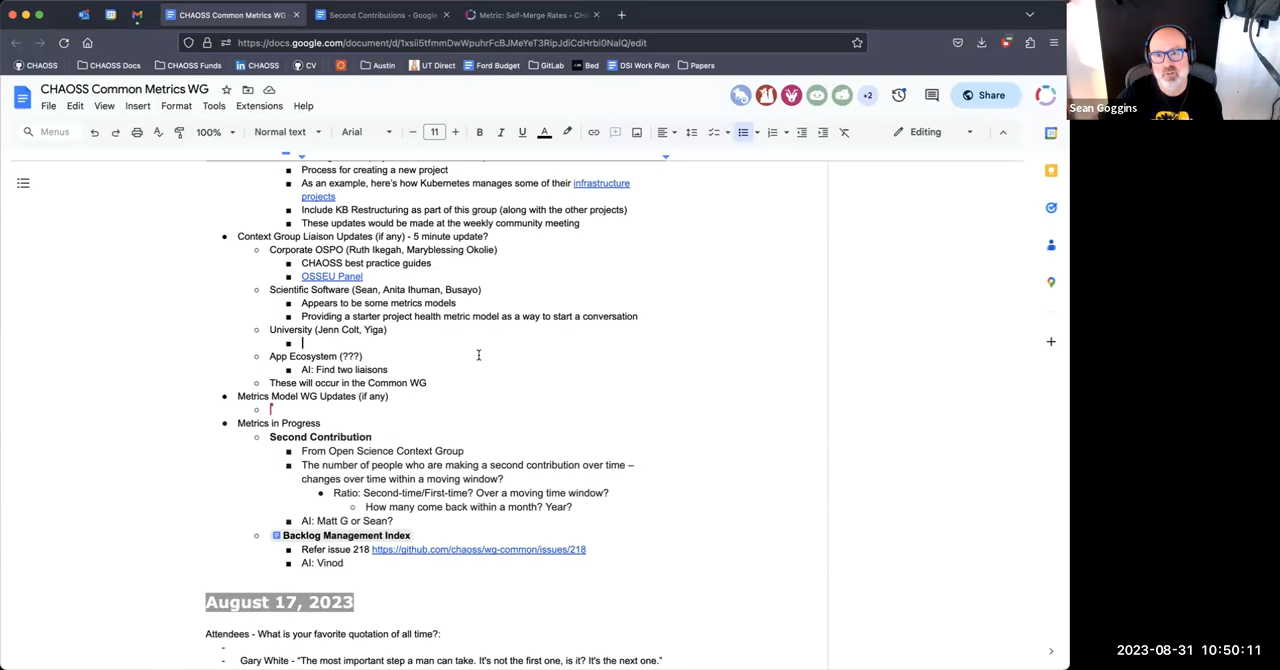 CHAOSS Common Metrics WG
Second Contributions - Google
Metric: Self-Merge Rates - CH
https://docs.google.com/document/d/1xsii5tfmmDwWpuhrFcBJMeYeT3RipJdiCdHrbi0NalQ/edit
CHAOSS
CHAOSS Docs
CHAOSS Funds
CHAOSS
CV
Austin
UT Direct
Ford Budget
GitLab
Bed
DSI Work Plan
Papers
CHAOSS Common Metrics WG
File Edit View Insert Format Tools Extensions Help
+2
Share
Menus
100%
Normal text
Arial
11
Editing
Process for creating a new project
As an example, here's how Kubernetes manages some of their infrastructure
projects
Include KB Restructuring as part of this group (along with the other projects)
These updates would be made at the weekly community meeting
Context Group Liaison Updates (if any) - 5 minute update?
Corporate OSPO (Ruth Ikegah, Maryblessing Okolie)
CHAOSS best practice guides
OSSEU Panel
Scientific Software (Sean, Anita Ihuman, Busayo)
Appears to be some metrics models
Providing a starter project health metric model as a way to start a conversation
University (Jenn Colt, Yiga)
App Ecosystem (???)
AI: Find two liaisons
These will occur in the Common WG
Metrics Model WG Updates (if any)
Metrics in Progress
Second Contribution
From Open Science Context Group
The number of people who are making a second contribution over time –
changes over time within a moving window?
Ratio: Second-time/First-time? Over a moving time window?
How many come back within a month? Year?
AI: Matt G or Sean?
Backlog Management Index
Refer issue 218 https://github.com/chaoss/wg-common/issues/218
AI: Vinod
August 17, 2023
Attendees - What is your favorite quotation of all time?:
-
- Gary White - “The most important step a man can take. It's not the first one, is it? It's the next one.”
Sean Goggins
2023-08-31 10:50:11